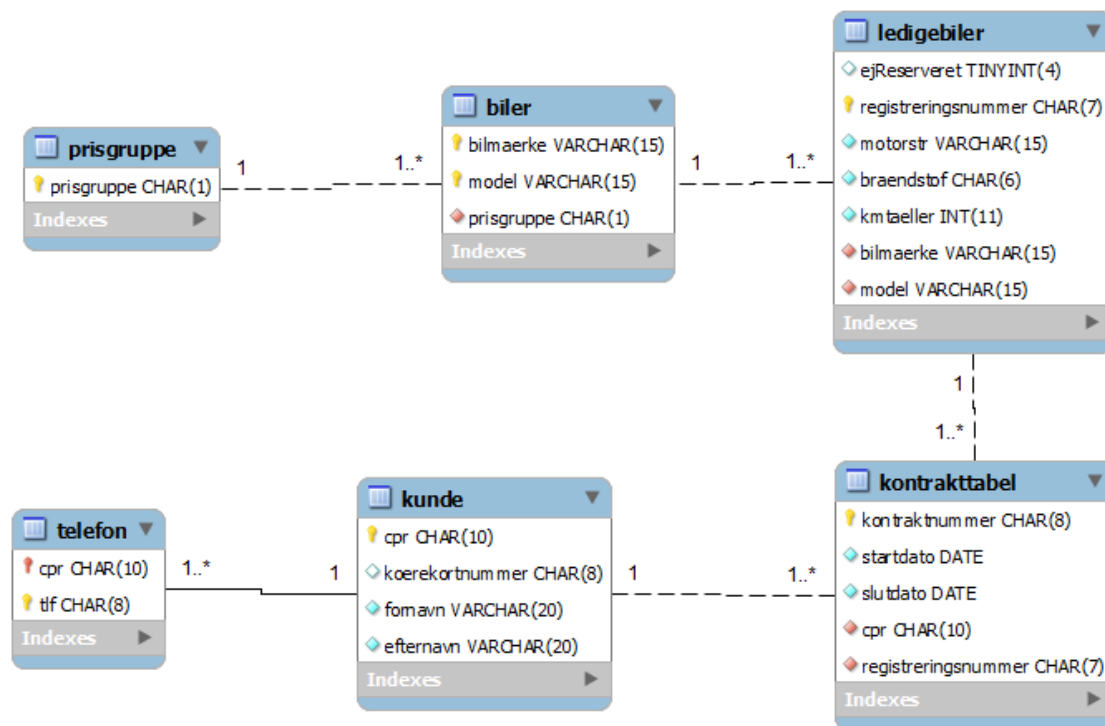 prisgruppe
prisgruppe CHAR(1)
Indexes
1
1..*
biler
bilmaerke VARCHAR(15)
model VARCHAR(15)
prisgruppe CHAR(1)
Indexes
1
1..*
ledigebiler
ejReserveret TINYINT(4)
registreringsnummer CHAR(7)
motorstr VARCHAR(15)
braendstof CHAR(6)
kmtaeller INT(11)
bilmaerke VARCHAR(15)
model VARCHAR(15)
Indexes
1
1..*
telefon
cpr CHAR(10)
tlf CHAR(8)
Indexes
1..*
1
kunde
cpr CHAR(10)
koerekortnummer CHAR(8)
fornavn VARCHAR(20)
efternavn VARCHAR(20)
Indexes
1
1..*
kontrakttabel
kontraktnummer CHAR(8)
startdato DATE
slutdato DATE
cpr CHAR(10)
registreringsnummer CHAR(7)
Indexes